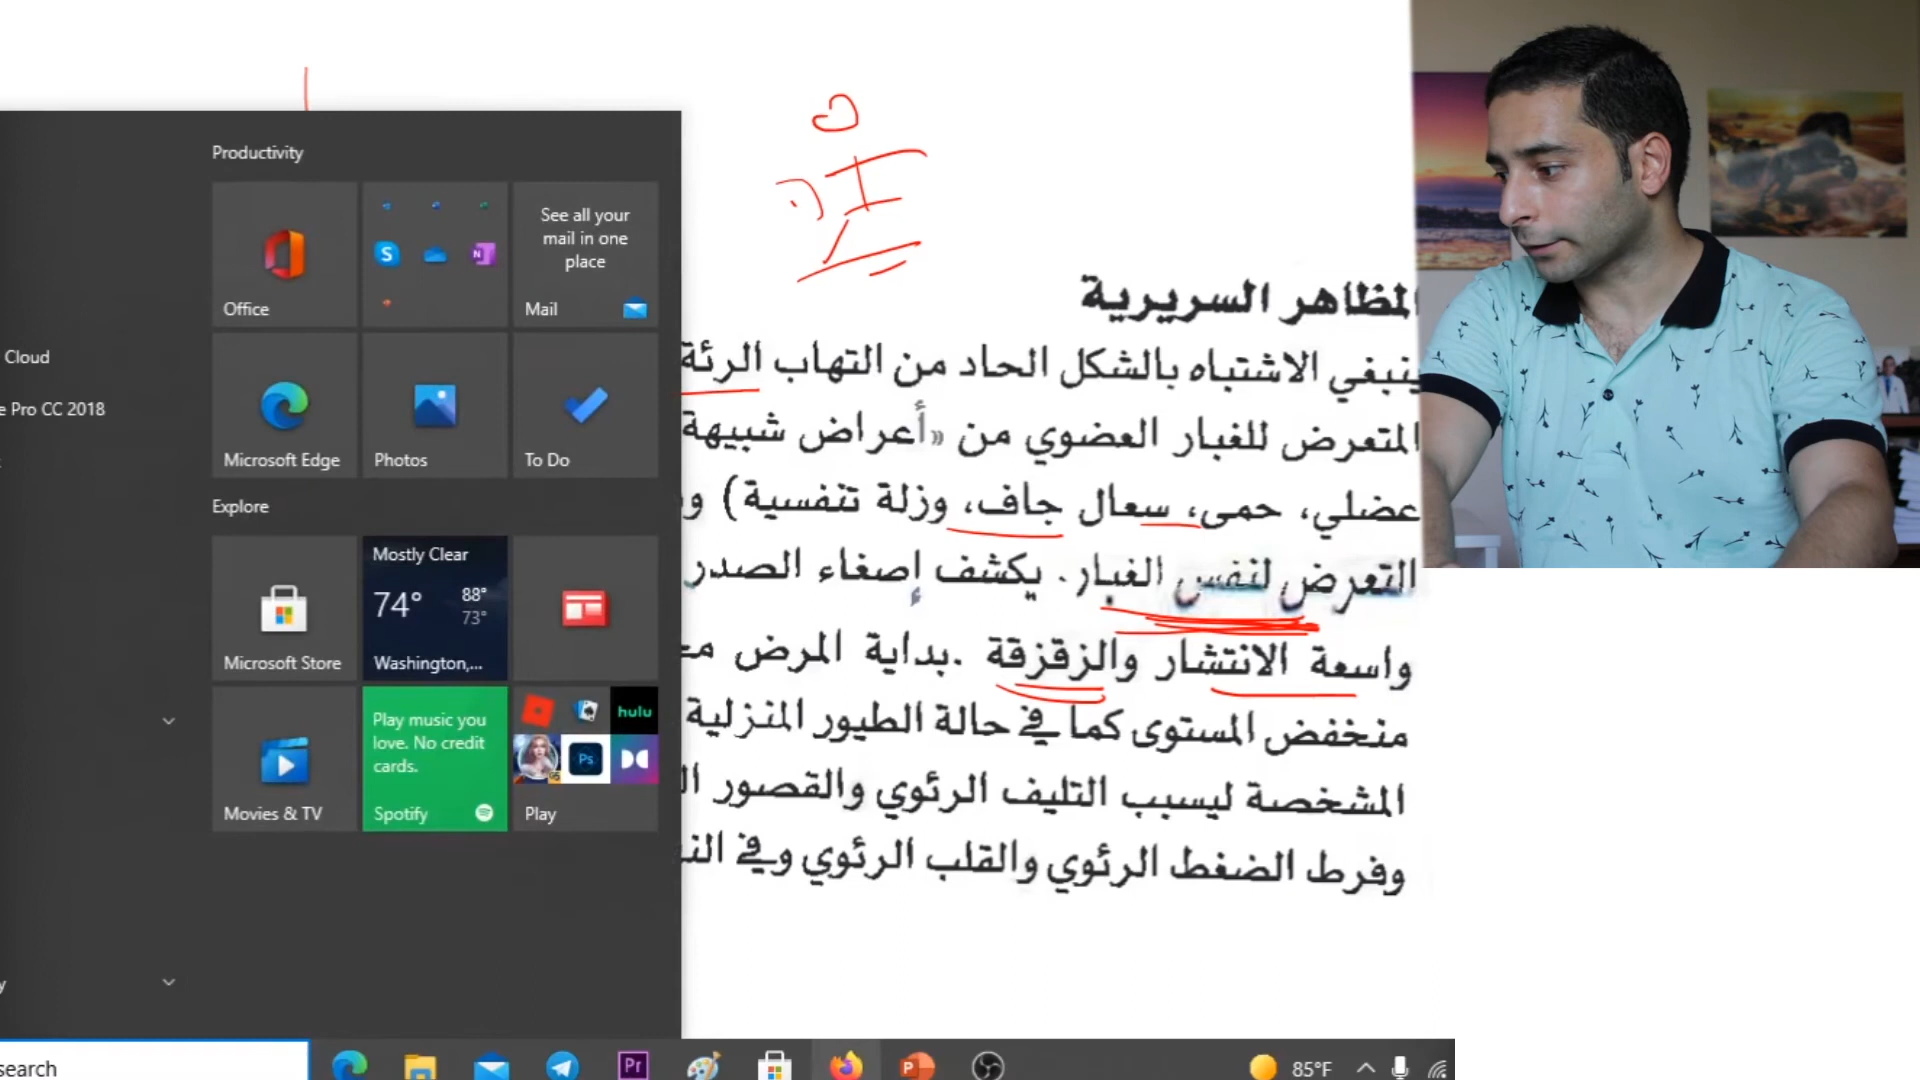 Productivity
Office
See all your
mail in one
place
Mail
Microsoft Edge
Photos
To Do
Explore
Microsoft Store
Mostly Clear
74°
88°
73°
Washington,...
Movies & TV
Play music you
love. No credit
cards.
Spotify
hulu
Ps
Play
Cloud
e Pro CC 2018
المظاهر السريرية
ينبغي الاشتباه بالشكل الحاد من التهاب الرئة
المتعرض للغبار العضوي من «أعراض شبيهة
عضلي، حمى، سعال جاف، وزلة تنفسية) و
التعرض لنفس الغبار. يكشف إصغاء الصدر
واسعة الانتشار والزقزقة. بداية المرض
منخفض المستوى كما في حالة الطيور المنزلية
المشخصة ليسبب التليف الرئوي والقصور
وفرط الضغط الرئوي والقلب الرئوي وفي
search
Pr
85°F